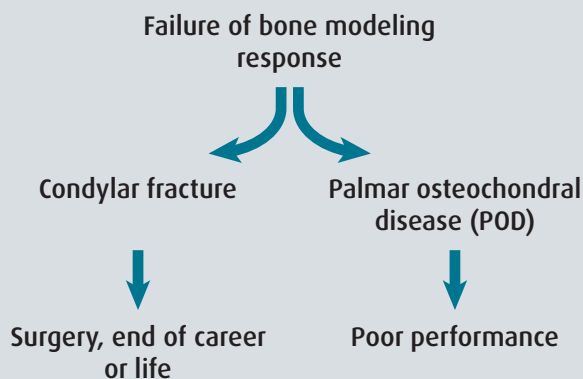 Failure of bone modeling
response
Condylar fracture
Palmar osteochondral
disease (POD)
Surgery, end of career
or life
Poor performance